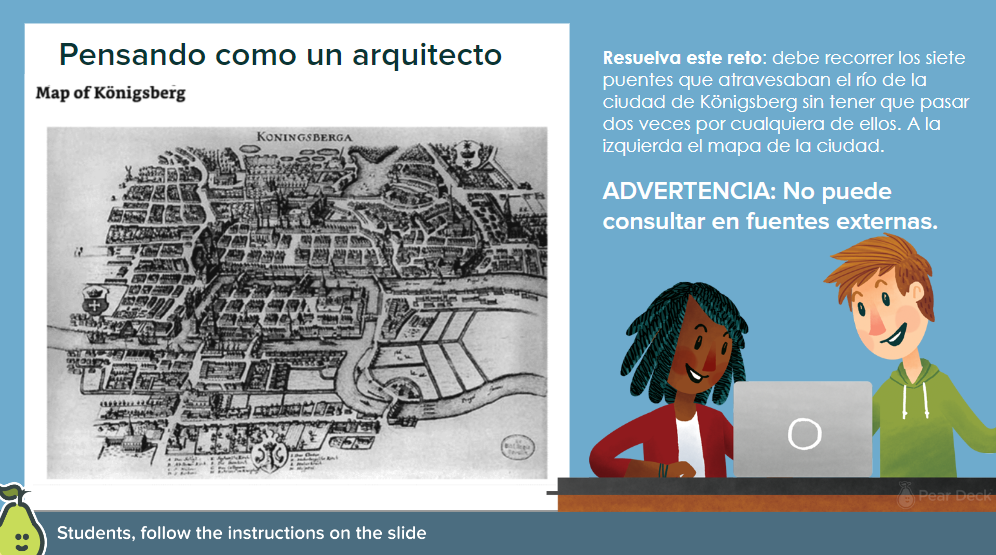 Pensando como un arquitecto
Map of Königsberg
KONINGSBERGA
Resuelva este reto: debe recorrer los siete
puentes que atravesaban el río de la
ciudad de Königsberg sin tener que pasar
dos veces por cualquiera de ellos. A la
izquierda el mapa de la ciudad.
ADVERTENCIA: No puede
consultar en fuentes externas.
Pear Deck
Students, follow the instructions on the slide